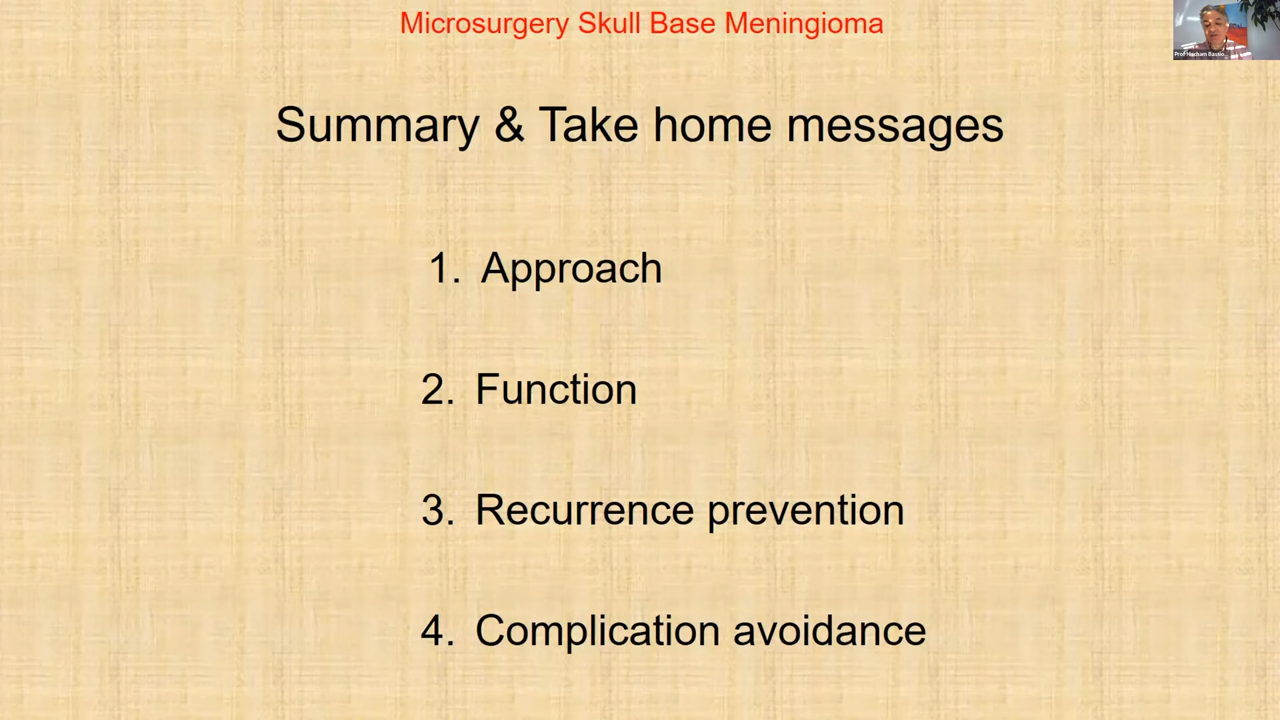 Microsurgery Skull Base Meningioma
Summary & Take home messages
1. Approach
2. Function
3. Recurrence prevention
4. Complication avoidance